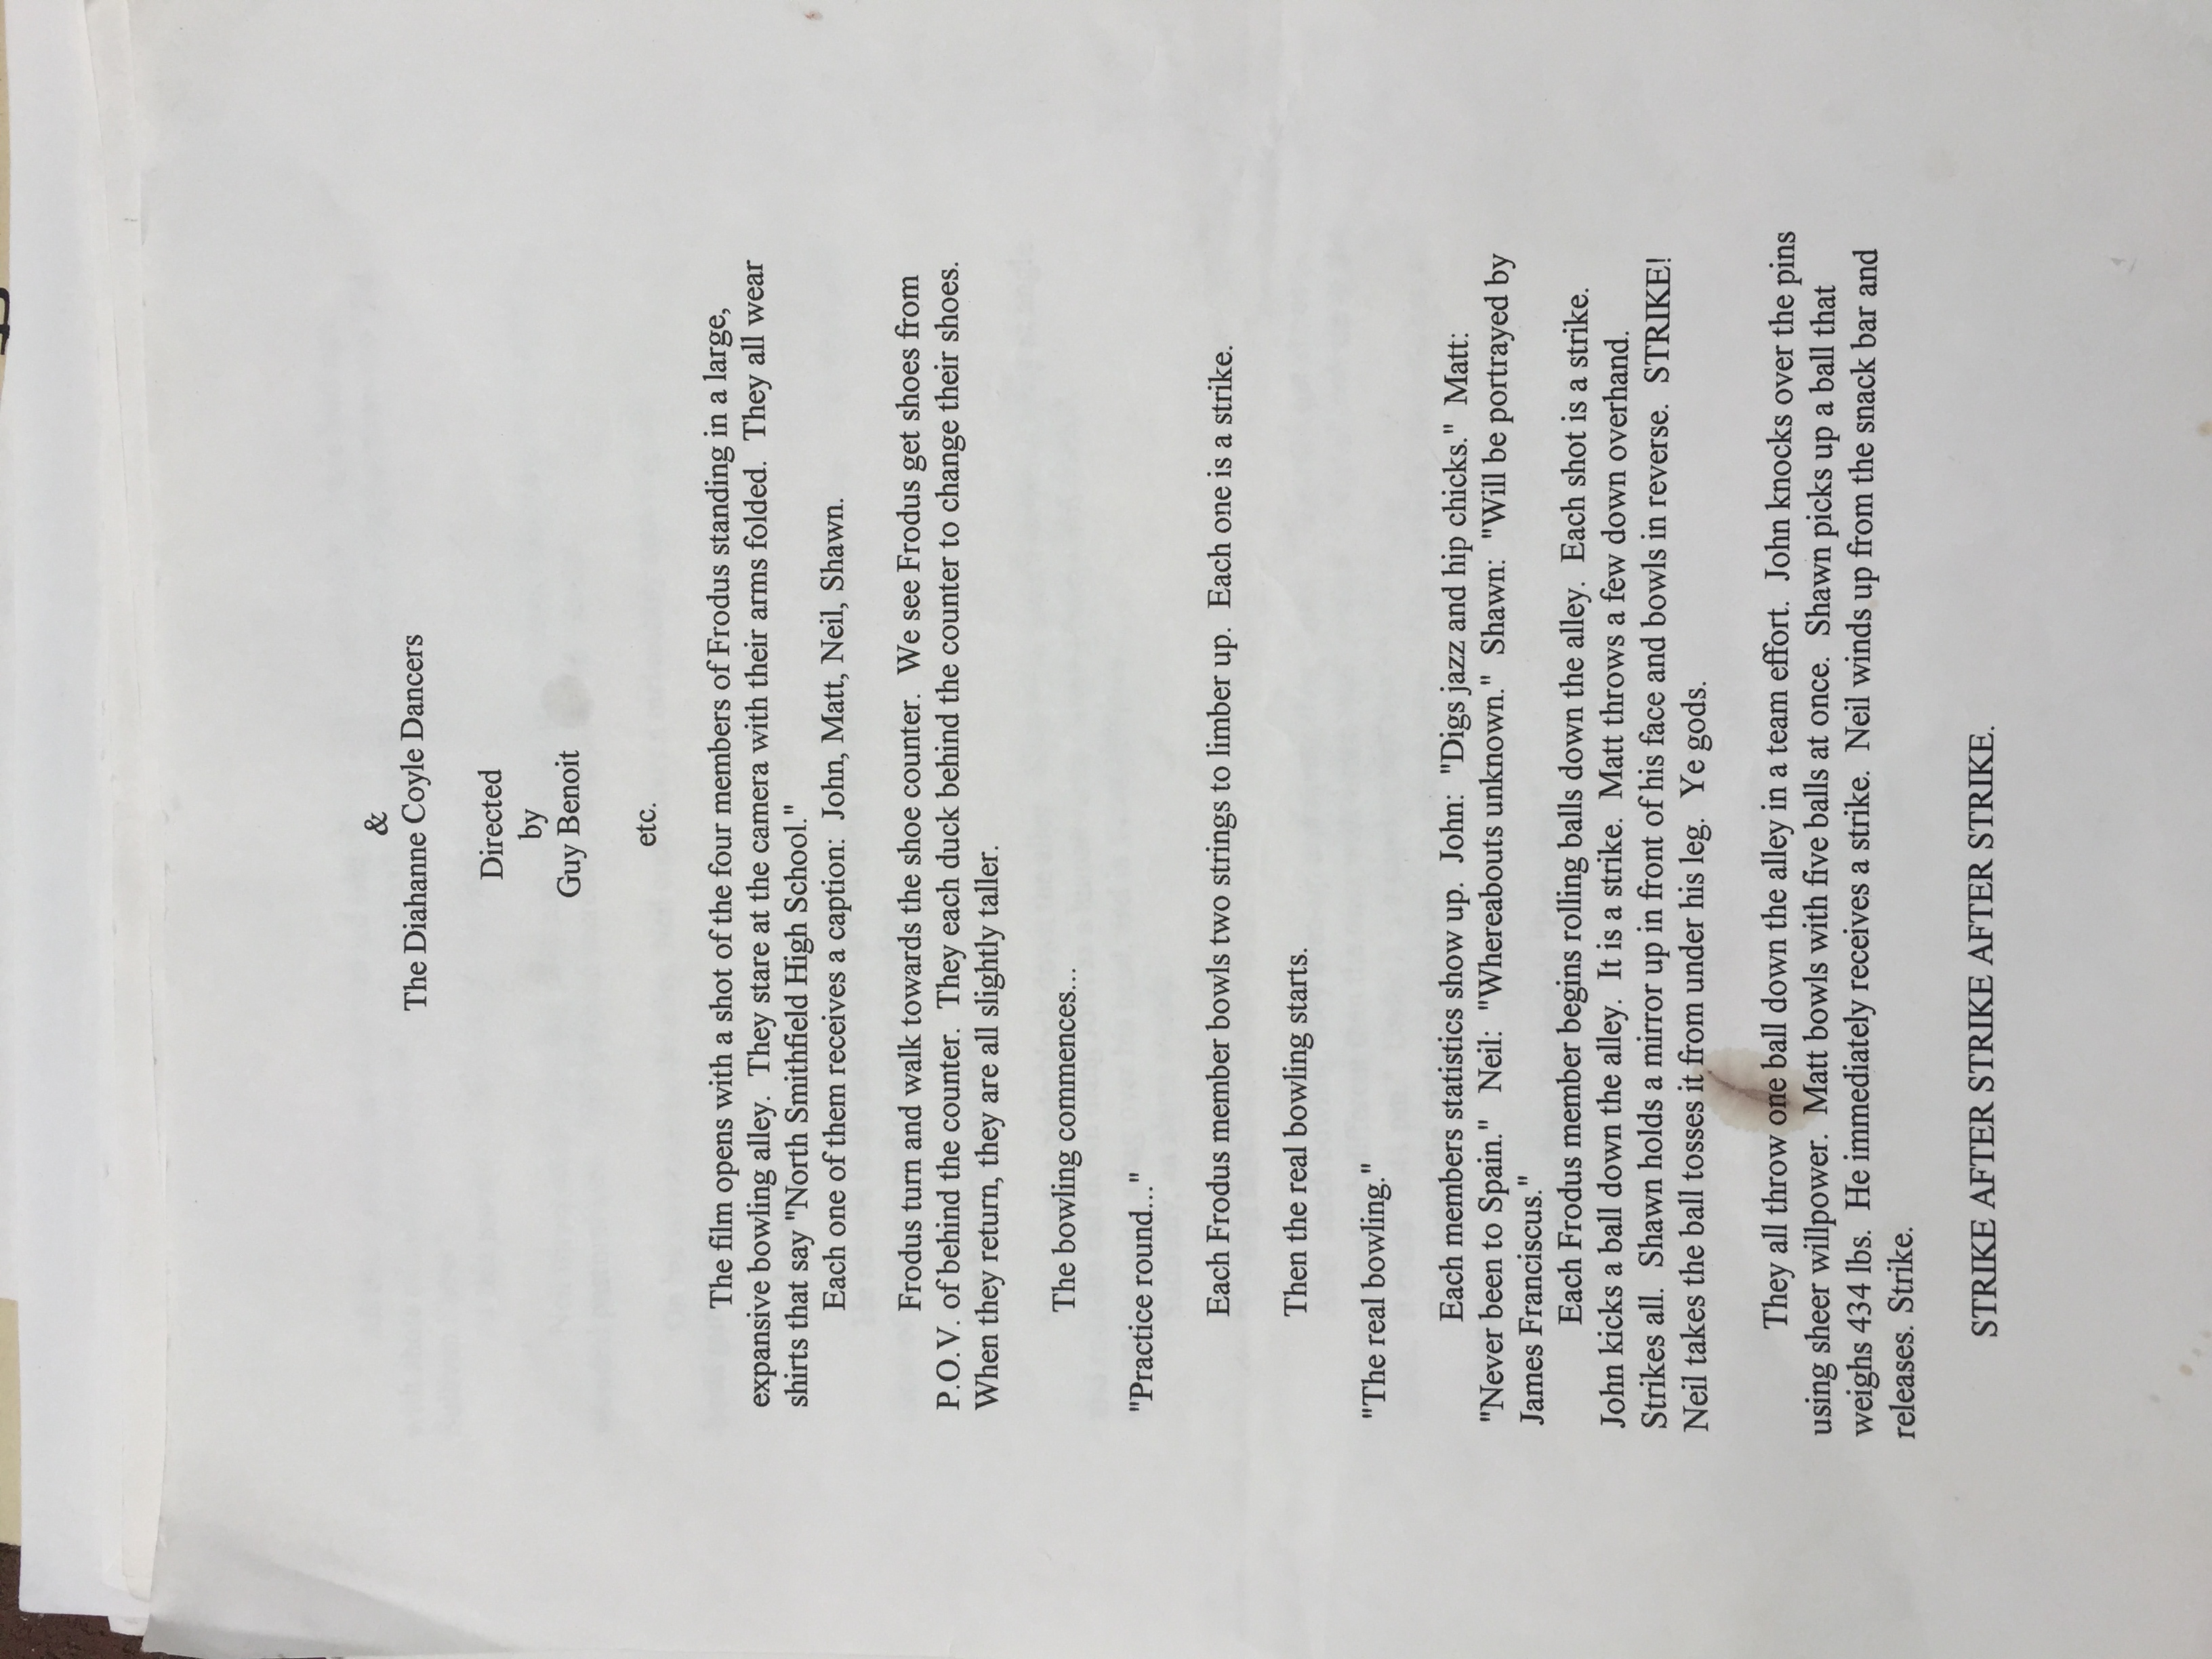 &
The Diahanne Coyle Dancers
Directed
by
Guy Benoit
etc.
The film opens with a shot of the four members of Frodus standing in a large,
expansive bowling alley.  They stare at the camera with their arms folded.  They all wear
shirts that say "North Smithfield High School."
Each one of them receives a caption:  John, Matt, Neil, Shawn.
Frodus turn and walk towards the shoe counter.  We see Frodus get shoes from
P.O.V. of behind the counter.  They each duck behind the counter to change their shoes.
When they return, they are all slightly taller.
The bowling commences...
"Practice round... "
Each Frodus member bowls two strings to limber up.  Each one is a strike.
Then the real bowling starts.
"The real bowling."
Each members statistics show up.  John:  "Digs jazz and hip chicks."  Matt:
"Never been to Spain."  Neil:  "Whereabouts unknown."  Shawn:  "Will be portrayed by
James Franciscus."
Each Frodus member begins rolling balls down the alley.  Each shot is a strike.
John kicks a ball down the alley.  It is a strike.  Matt throws a few down overhand.
Strikes all.  Shawn holds a mirror up in front of his face and bowls in reverse.  STRIKE!
Neil takes the ball tosses it from under his leg.  Ye gods.
They all throw one ball down the alley in a team effort.  John knocks over the pins
using sheer willpower.  Matt bowls with five balls at once.  Shawn picks up a ball that
weighs 434 lbs.  He immediately receives a strike.  Neil winds up from the snack bar and
releases. Strike.
STRIKE AFTER STRIKE AFTER STRIKE.